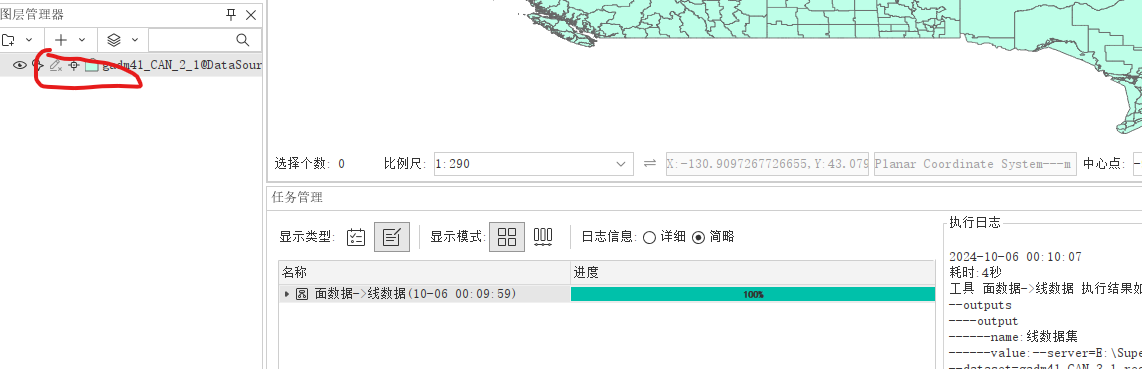 图层管理器
gadm41_CAN_2_1@DataSour
选择个数: 0
比例尺:
1:290
X:-130.9097267726655,Y:43.079
Planar Coordinate System---m
中心点:
任务管理
显示类型:
显示模式:
日志信息:
详细
简略
名称
进度
面数据->线数据(10-06 00:09:59)
100%
执行日志
2024-10-06 00:10:07
耗时:4秒
工具 面数据->线数据 执行结果如
--outputs
----output
------name:线数据集
------value:--server=E:\Supe